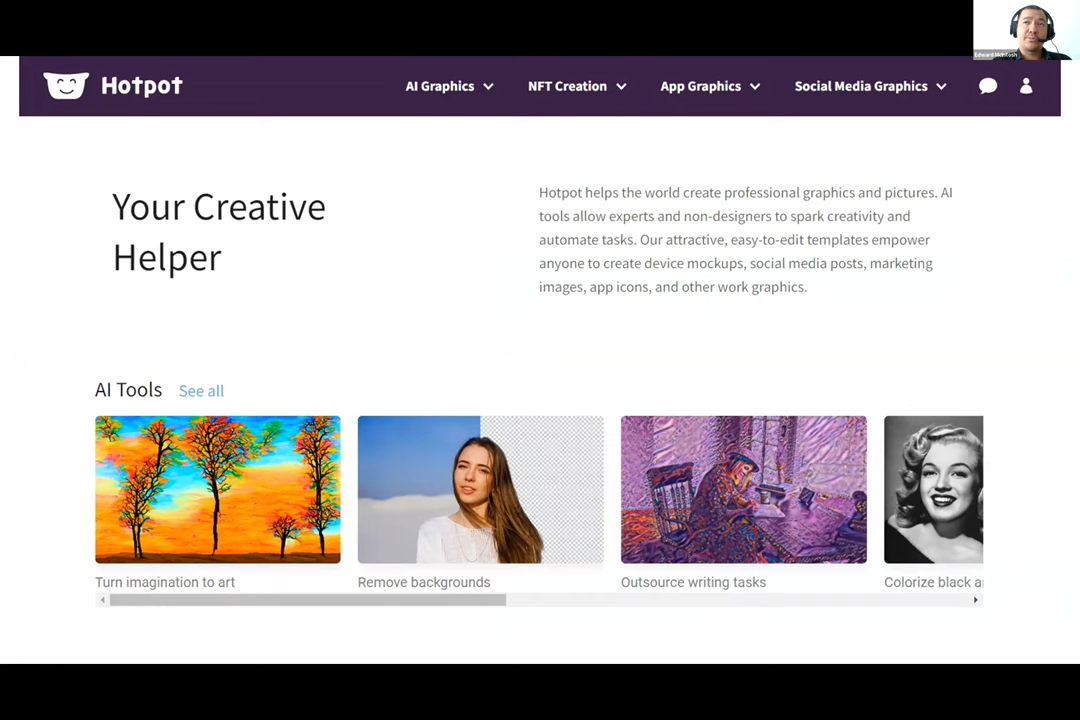 Edward McIntosh
Hotpot
AI Graphics
NFT Creation
App Graphics
Social Media Graphics
Your Creative
Helper
Hotpot helps the world create professional graphics and pictures. AI
tools allow experts and non-designers to spark creativity and
automate tasks. Our attractive, easy-to-edit templates empower
anyone to create device mockups, social media posts, marketing
images, app icons, and other work graphics.
AI Tools See all
Turn imagination to art
Remove backgrounds
Outsource writing tasks
Colorize black a